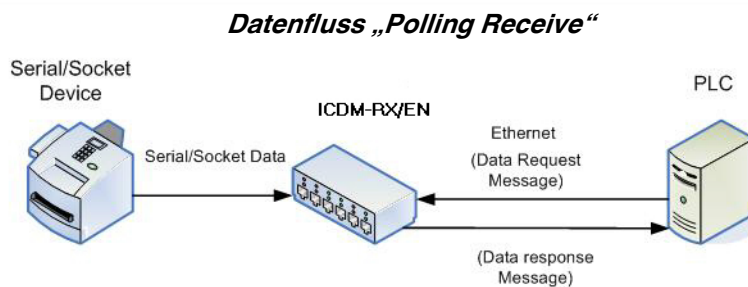 Datenfluss „Polling Receive“
Serial/Socket
Device
ICDM-RX/EN
PLC
Serial/Socket Data
Ethernet
(Data Request
Message)
(Data response
Message)